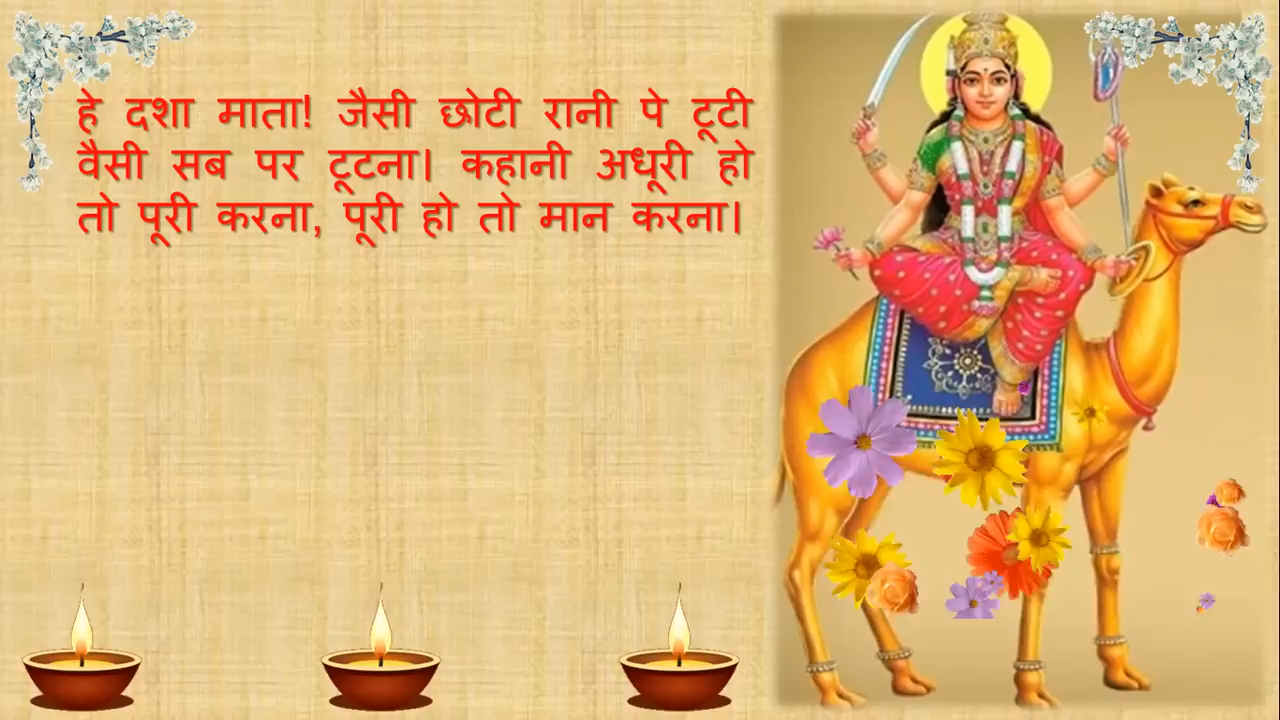 हे दशा माता! जैसी छोटी रानी पे टूटी
वैसी सब पर टूटना। कहानी अधूरी हो
तो पूरी करना, पूरी हो तो मान करना।